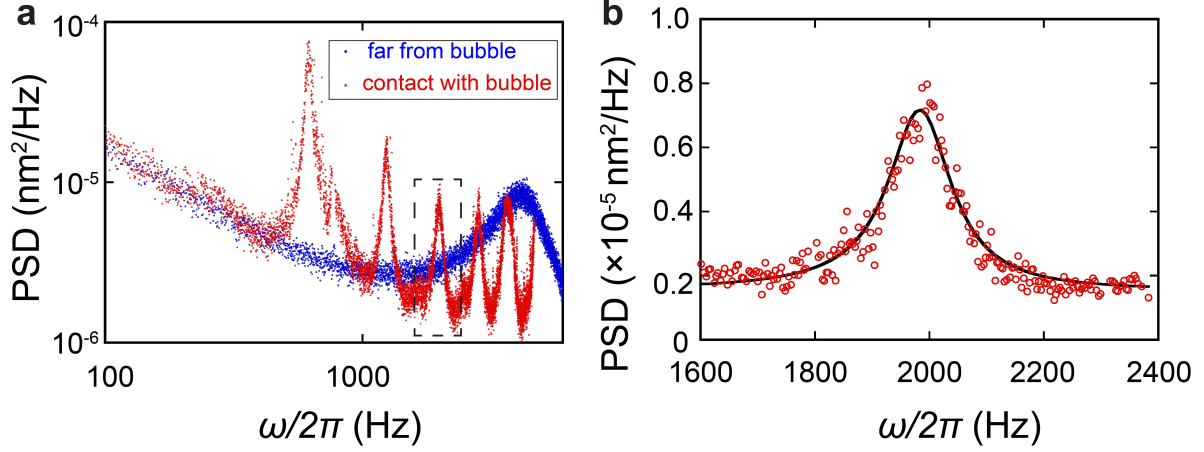 a
10⁻⁴
10⁻⁵
10⁻⁶
PSD (nm²/Hz)
far from bubble
contact with bubble
100
1000
ω/2π (Hz)
b
1.0
0.8
0.6
0.4
0.2
0
PSD (×10⁻⁵ nm²/Hz)
1600
1800
2000
2200
2400
ω/2π (Hz)